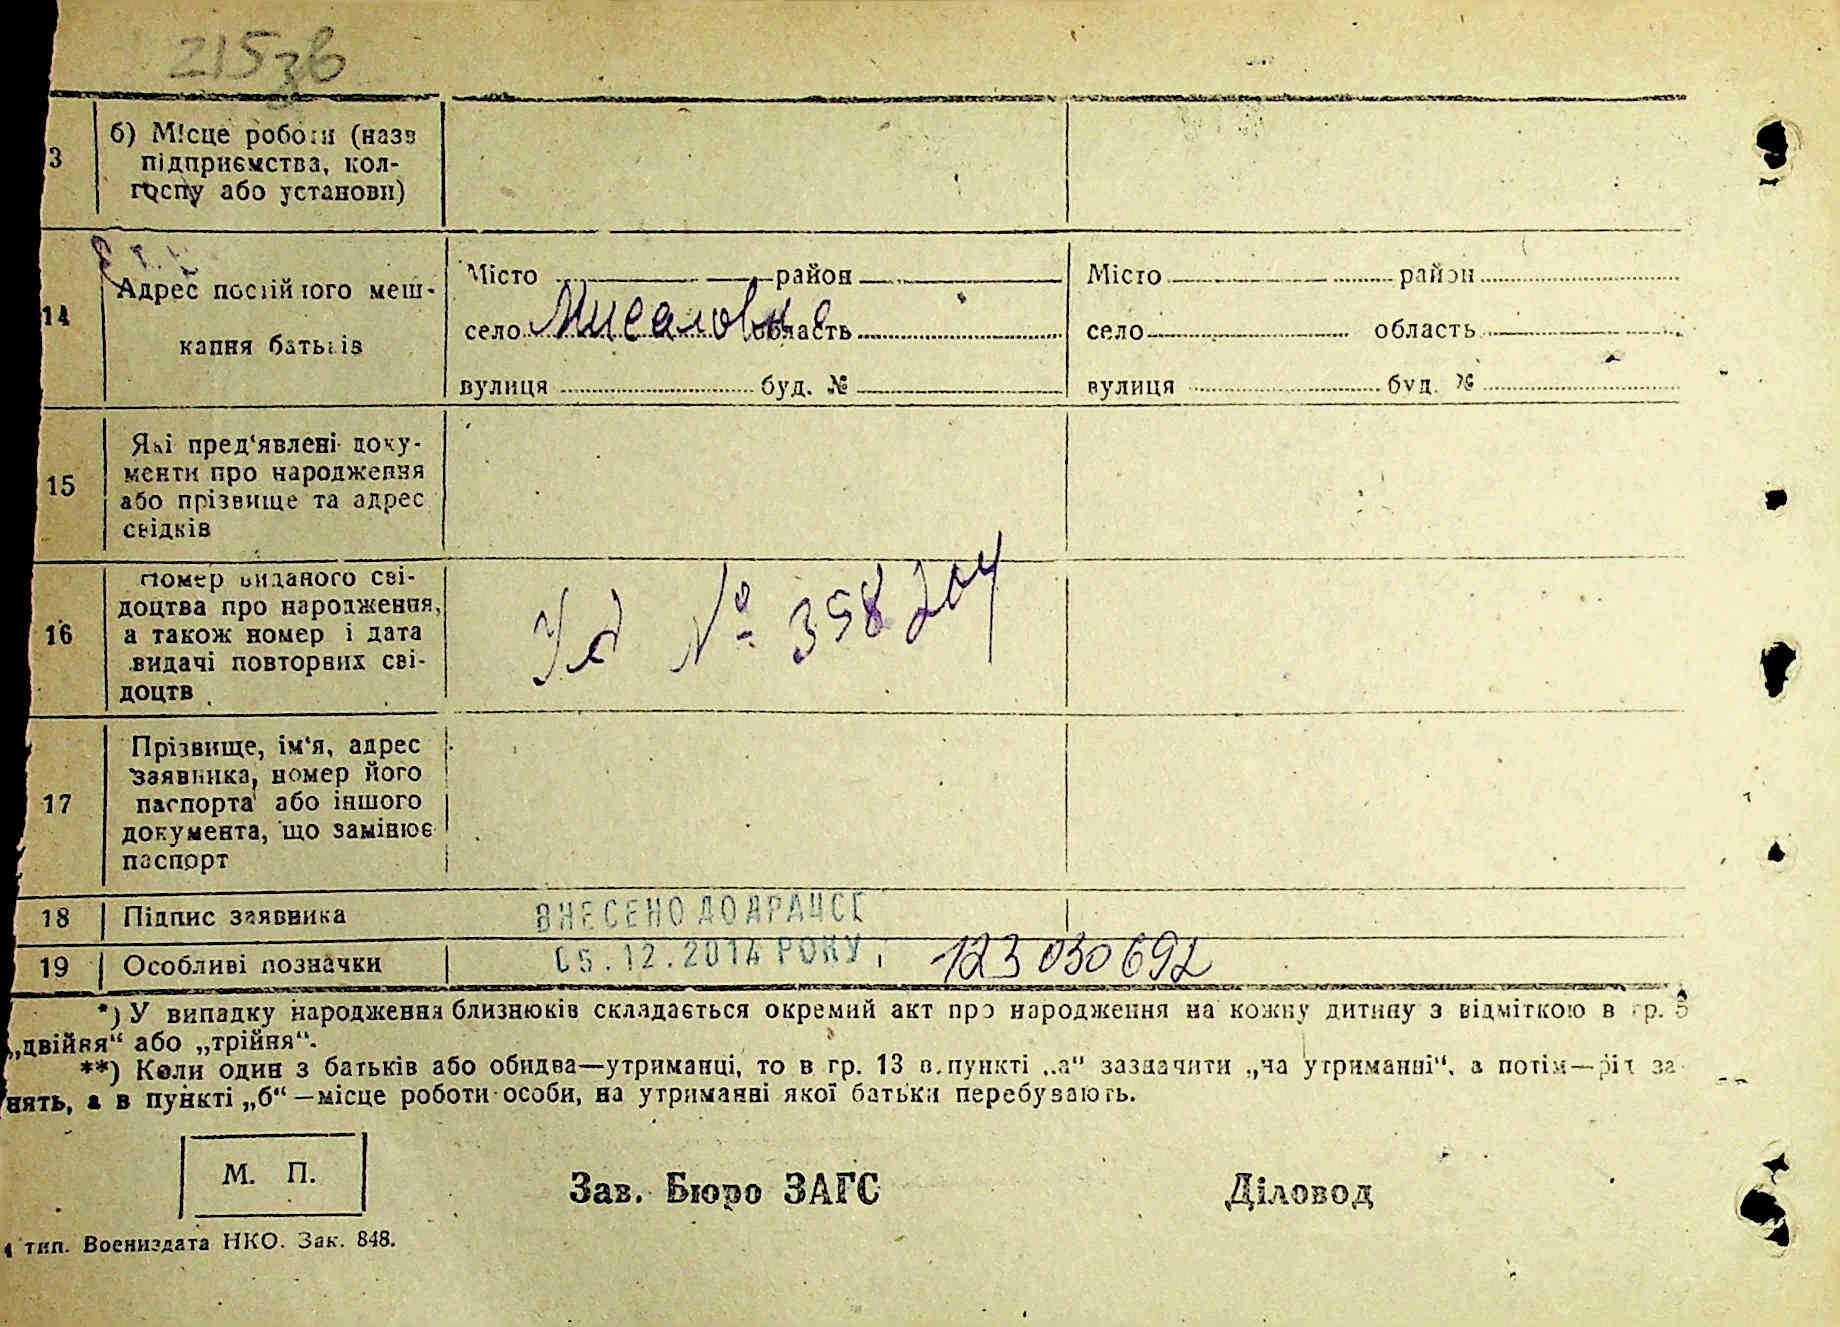 215зв
3
б) Місце роботи (назв
підприємства, кол-
госпу або установи)
14
Адрес постійного меш-
кання батьків
Місто район
село Мисаловка область
вулиця буд. №
Місто район
село область
вулиця буд. №
15
Які пред'явлені доку-
менти про народження
або прізвище та адрес
свідків
16
Номер виданого сві-
доцтва про народження,
а також номер і дата
видачі повторних сві-
доцтв
№ 398204
17
Прізвище, ім'я, адрес
заявника, номер його
паспорта або іншого
документа, що замінює
паспорт
18 Підпис заявника
ВНЕСЕНО ДО ДРАЦСГ
19 Особливі позначки
05.12.2014 РОКУ, 123030692
*) У випадку народження близнюків складається окремий акт про народження на кожну дитину з відміткою в гр. 5
„двійня“ або „трійня“.
**) Коли один з батьків або обидва—утриманці, то в гр. 13 в пункті „а“ зазначити „на утриманні“, а потім—рід за-
нять, а в пункті „б“—місце роботи особи, на утриманні якої батьки перебувають.
М. П.
Зав. Бюро ЗАГС
Діловод
тип. Воениздата НКО. Зак. 848.